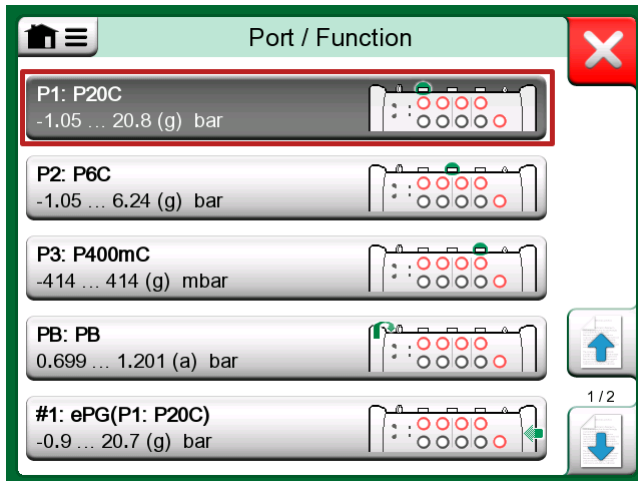 Port / Function
P1: P20C
-1.05 ... 20.8 (g) bar
P2: P6C
-1.05 ... 6.24 (g) bar
P3: P400mC
-414 ... 414 (g) mbar
PB: PB
0.699 ... 1.201 (a) bar
1 / 2
#1: ePG(P1: P20C)
-0.9 ... 20.7 (g) bar